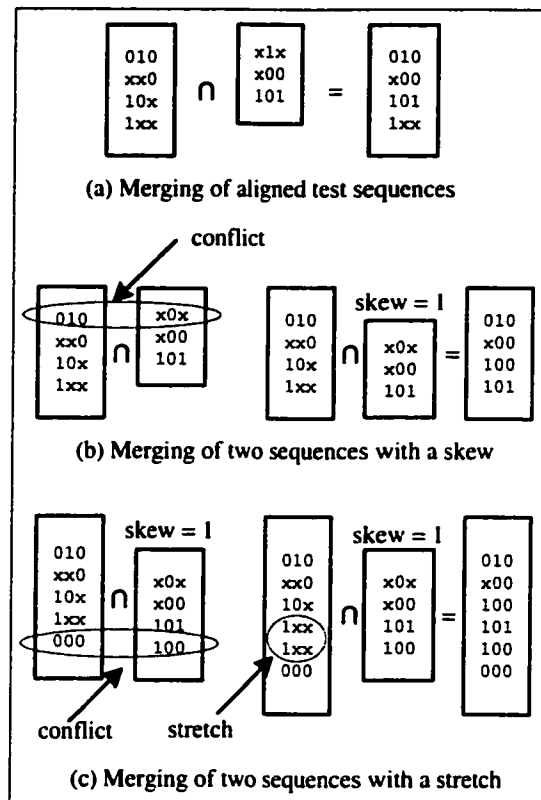 010 x1x 010
xx0 x00 x00
10x ∩ 101 = 101
1xx 1xx
(a) Merging of aligned test sequences
conflict
skew = 1
010 x0x 010 010
xx0 x00 xx0 x0x x00
10x ∩ 101 10x ∩ x00 = 100
1xx 1xx 101 101
(b) Merging of two sequences with a skew
skew = 1 skew = 1
010 010 010
xx0 x0x xx0 x0x x00
10x ∩ x00 10x ∩ x00 = 100
1xx 101 1xx 101 101
000 100 1xx 100 100
000 000
conflict stretch
(c) Merging of two sequences with a stretch